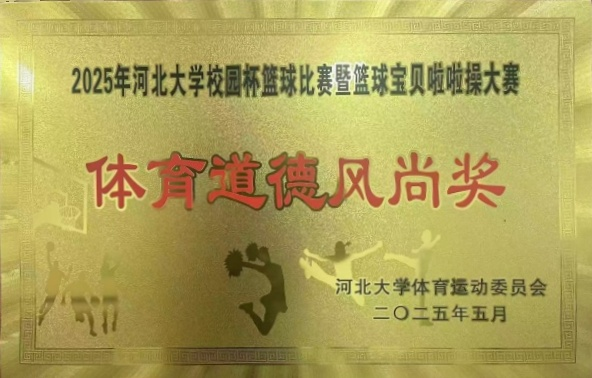 2025年河北大学校园杯篮球比赛暨篮球宝贝啦啦操大赛
体育道德风尚奖
河北大学体育运动委员会
二〇二五年五月